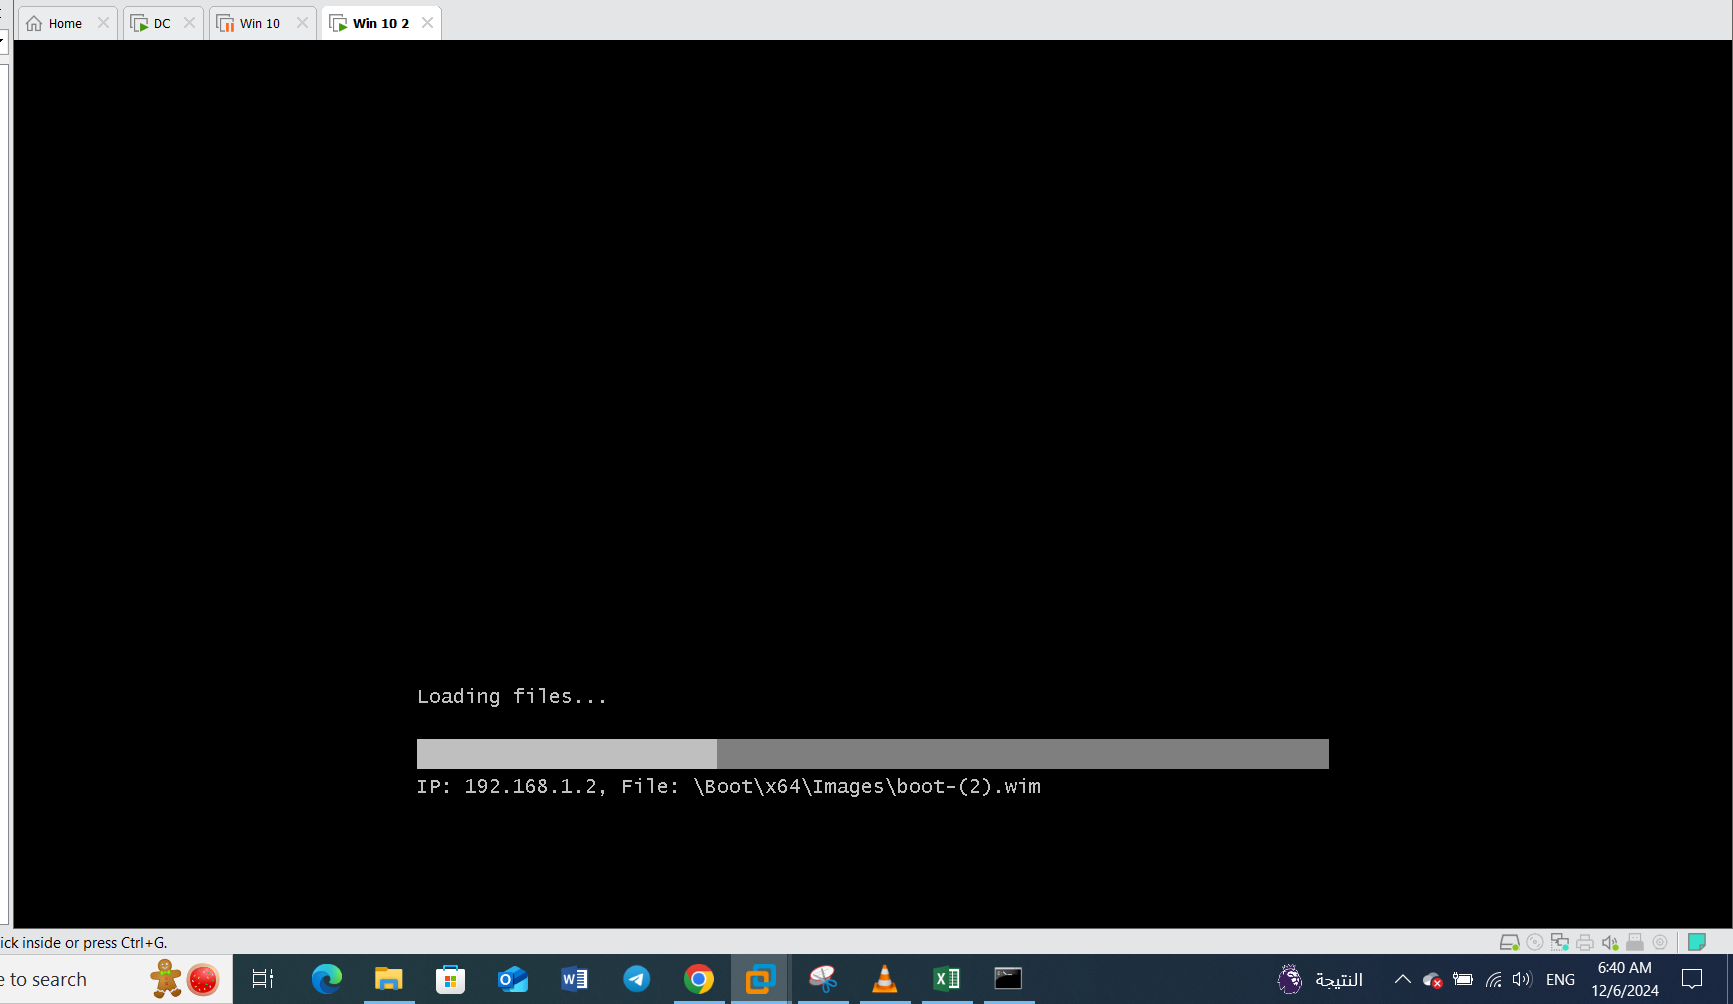 Home
DC
Win 10
Win 10 2
Loading files...
IP: 192.168.1.2, File: \Boot\x64\Images\boot-(2).wim
ick inside or press Ctrl+G.
e to search
النتيجة
ENG
6:40 AM
12/6/2024